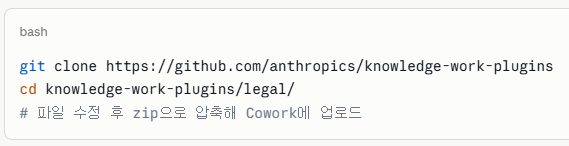 bash
git clone https://github.com/anthropics/knowledge-work-plugins
cd knowledge-work-plugins/legal/
# 파일 수정 후 zip으로 압축해 Cowork에 업로드